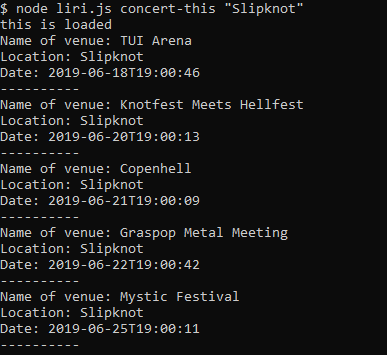 $ node liri.js concert-this "Slipknot"
this is loaded
Name of venue: TUI Arena
Location: Slipknot
Date: 2019-06-18T19:00:46
----------
Name of venue: Knotfest Meets Hellfest
Location: Slipknot
Date: 2019-06-20T19:00:13
----------
Name of venue: Copenhell
Location: Slipknot
Date: 2019-06-21T19:00:09
----------
Name of venue: Graspop Metal Meeting
Location: Slipknot
Date: 2019-06-22T19:00:42
----------
Name of venue: Mystic Festival
Location: Slipknot
Date: 2019-06-25T19:00:11
----------